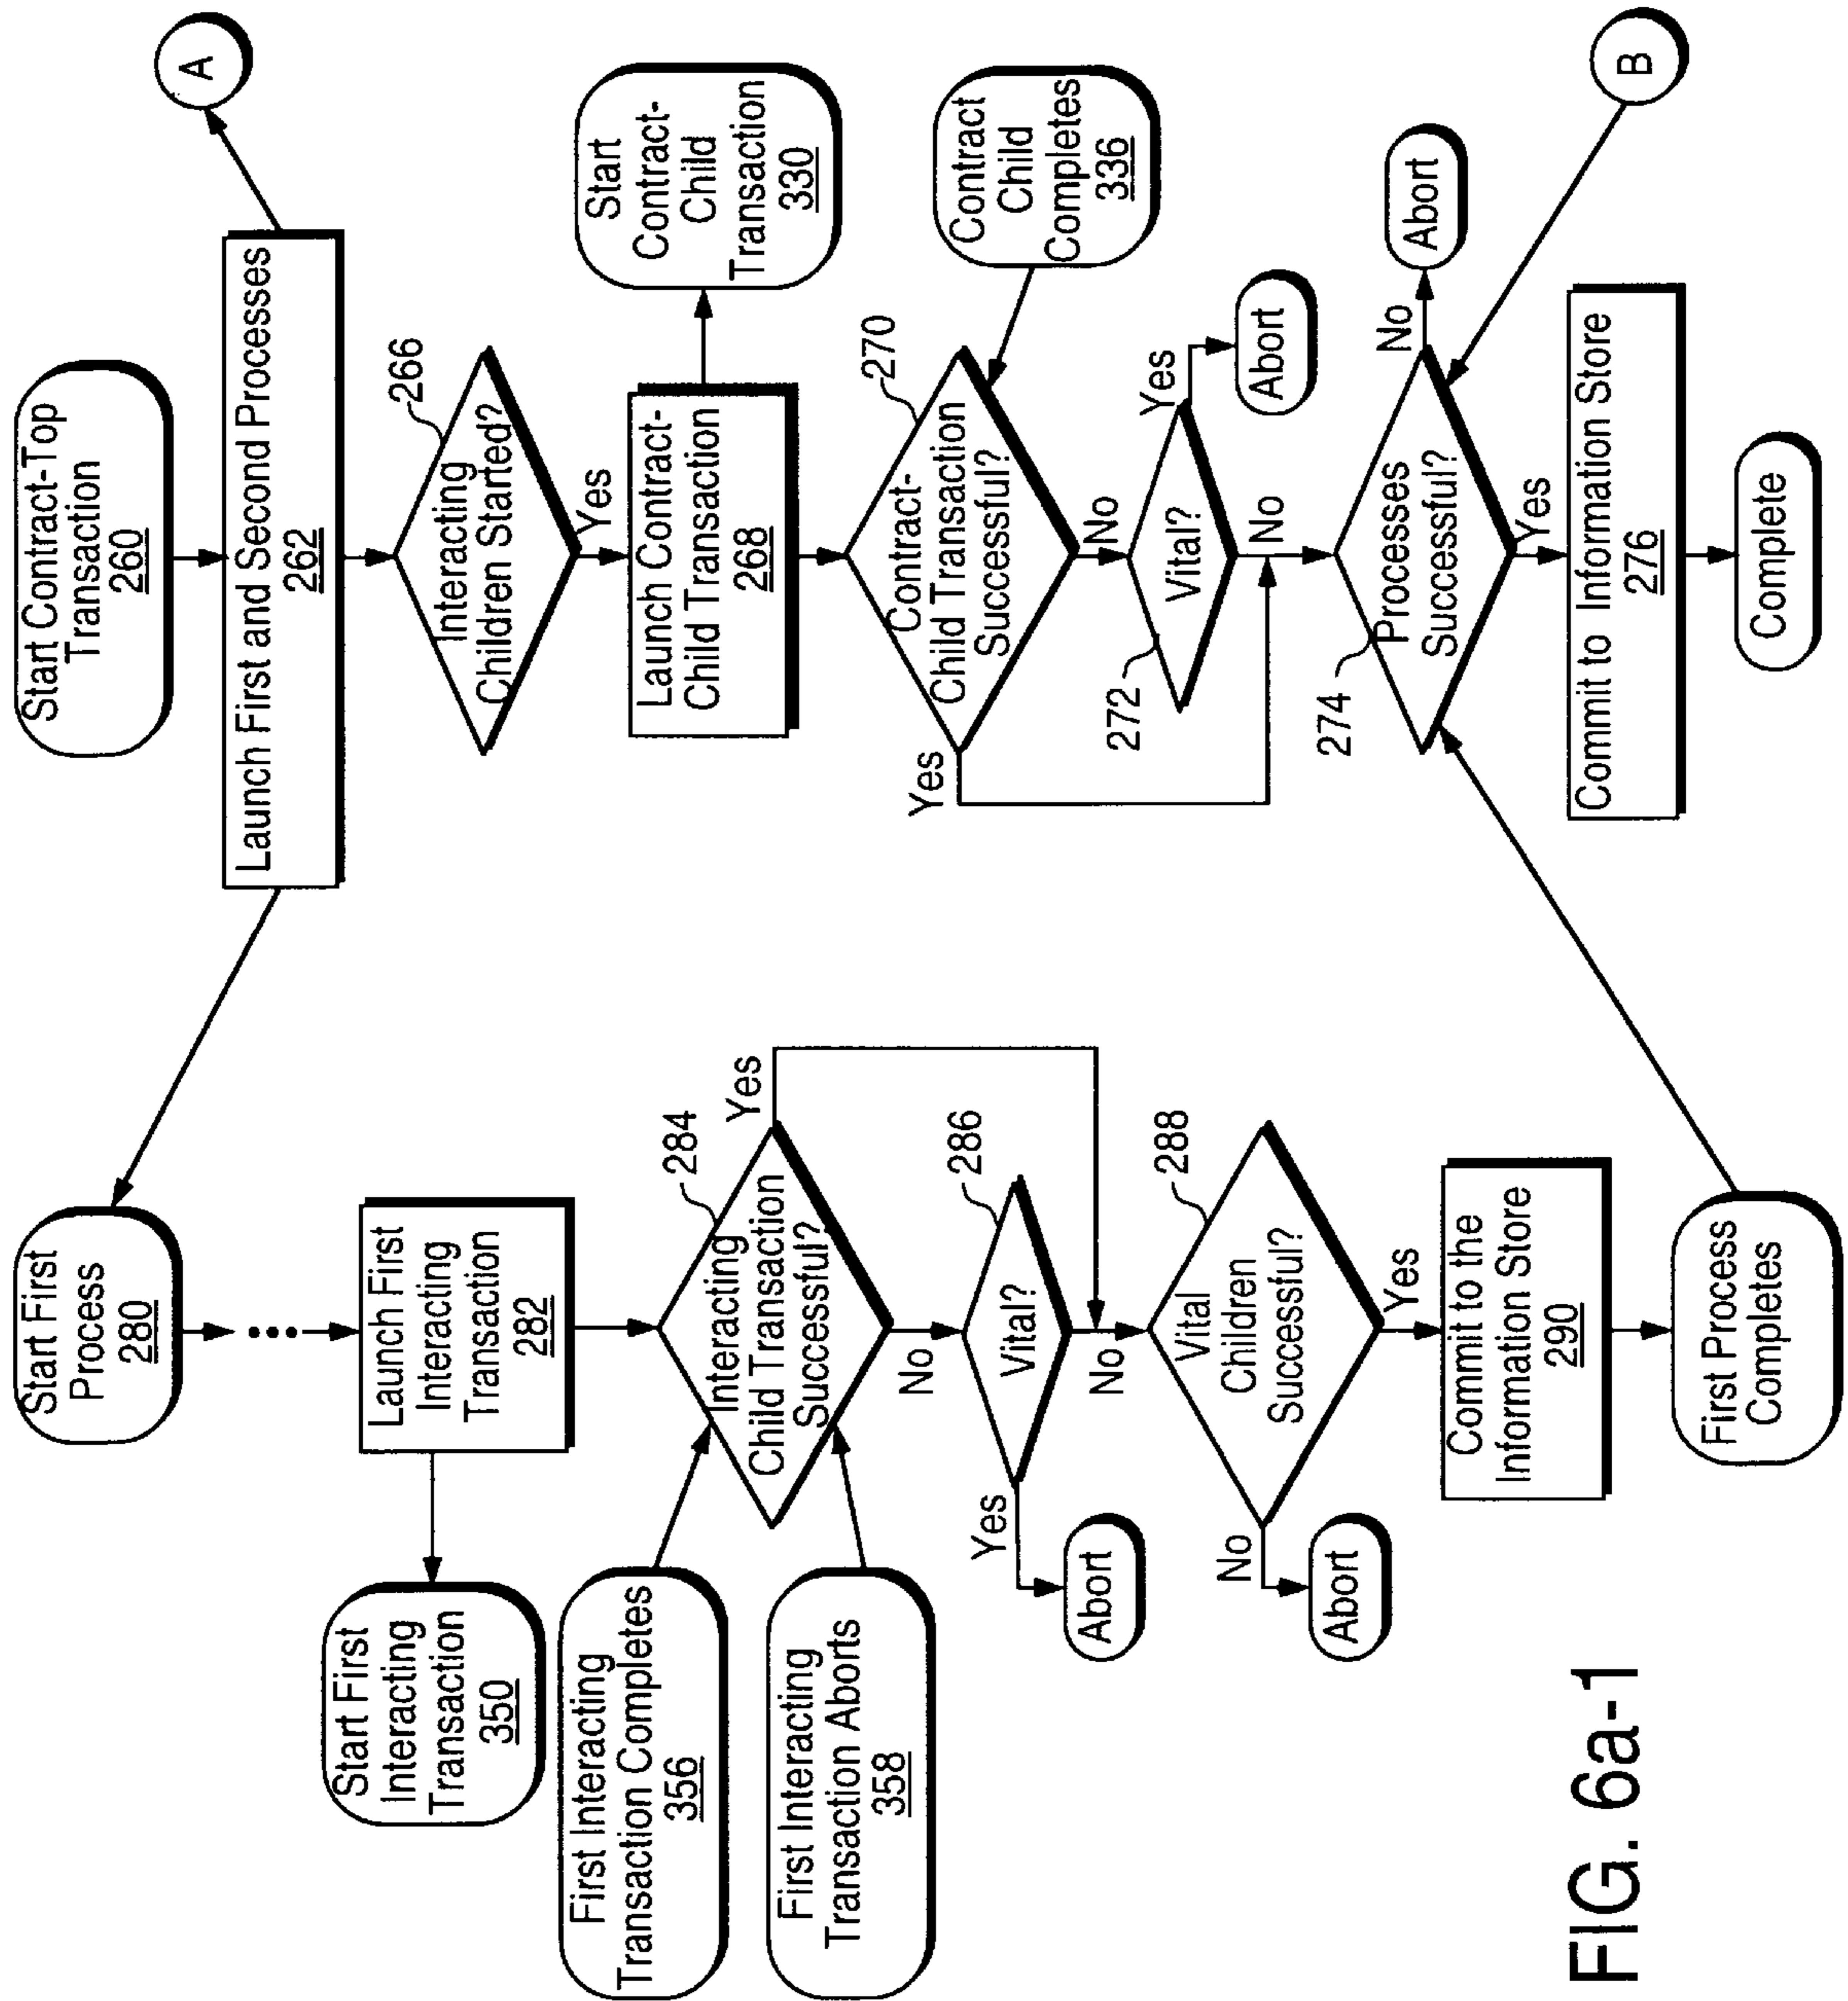 Start First
Process
280
Launch First
Interacting
Transaction
282
Start First
Interacting
Transaction
350
First Interacting
Transaction Completes
356
First Interacting
Transaction Aborts
358
284
Interacting
Child Transaction
Successful?
Yes
No
286
Vital?
Yes
Abort
No
288
Vital
Children
Successful?
No
Abort
Yes
Commit to the
Information Store
290
First Process
Completes
Start Contract-Top
Transaction
260
Launch First and Second Processes
262
A
266
Interacting
Children Started?
Yes
Launch Contract-
Child Transaction
268
Start
Contract-
Child
Transaction
330
270
Contract-
Child Transaction
Successful?
Yes
No
Contract
Child
Completes
336
272
Vital?
Yes
Abort
No
274
Processes
Successful?
No
Abort
B
Yes
Commit to Information Store
276
Complete
FIG. 6a-1